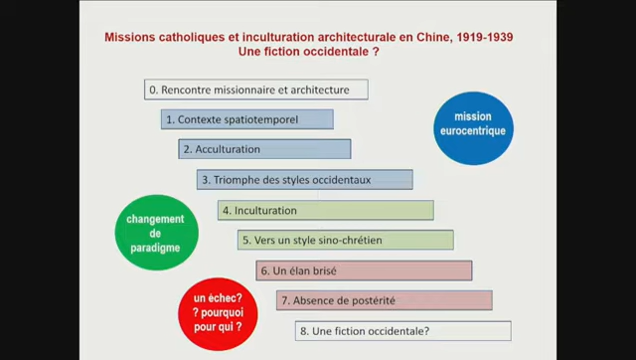 Missions catholiques et inculturation architecturale en Chine, 1919-1939
Une fiction occidentale ?
0. Rencontre missionnaire et architecture
1. Contexte spatiotemporel
mission
eurocentrique
2. Acculturation
3. Triomphe des styles occidentaux
4. Inculturation
changement
de
paradigme
5. Vers un style sino-chrétien
6. Un élan brisé
7. Absence de postérité
un échec?
? pourquoi
pour qui ?
8. Une fiction occidentale?